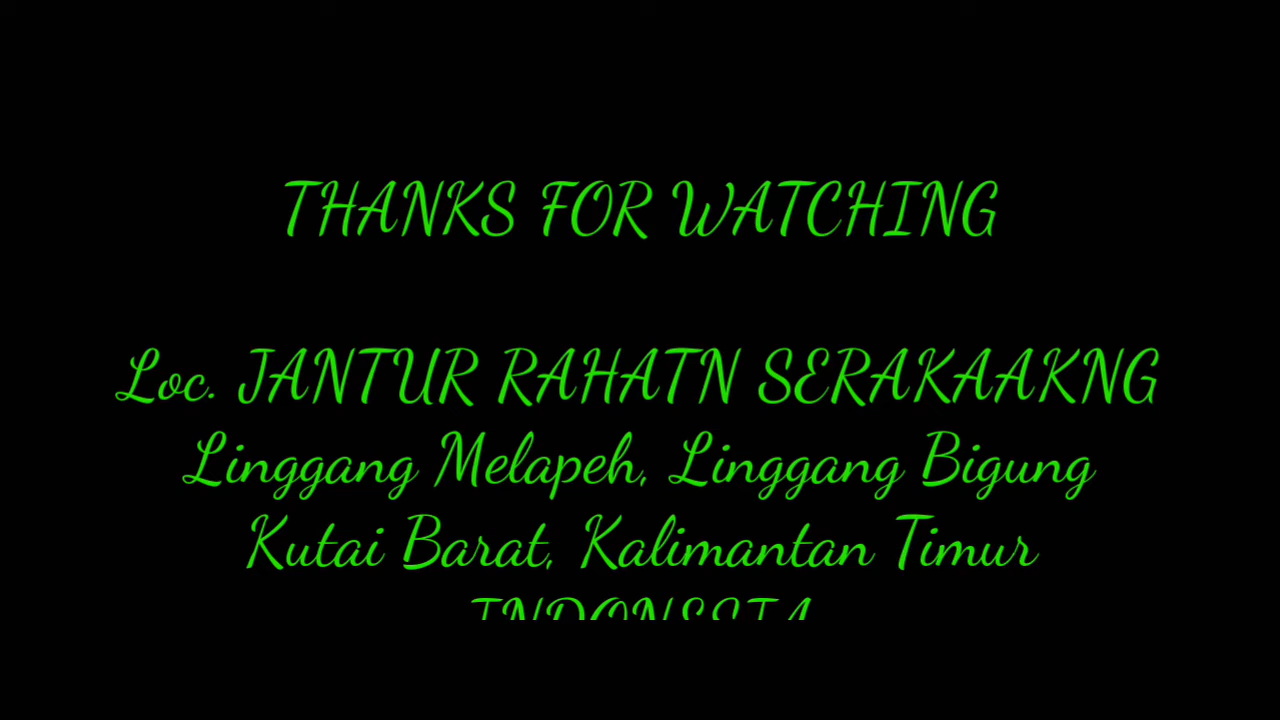 THANKS FOR WATCHING
Loc. JANTUR RAHATN SERAKAAKNG
Linggang Melapeh, Linggang Bigung
Kutai Barat, Kalimantan Timur